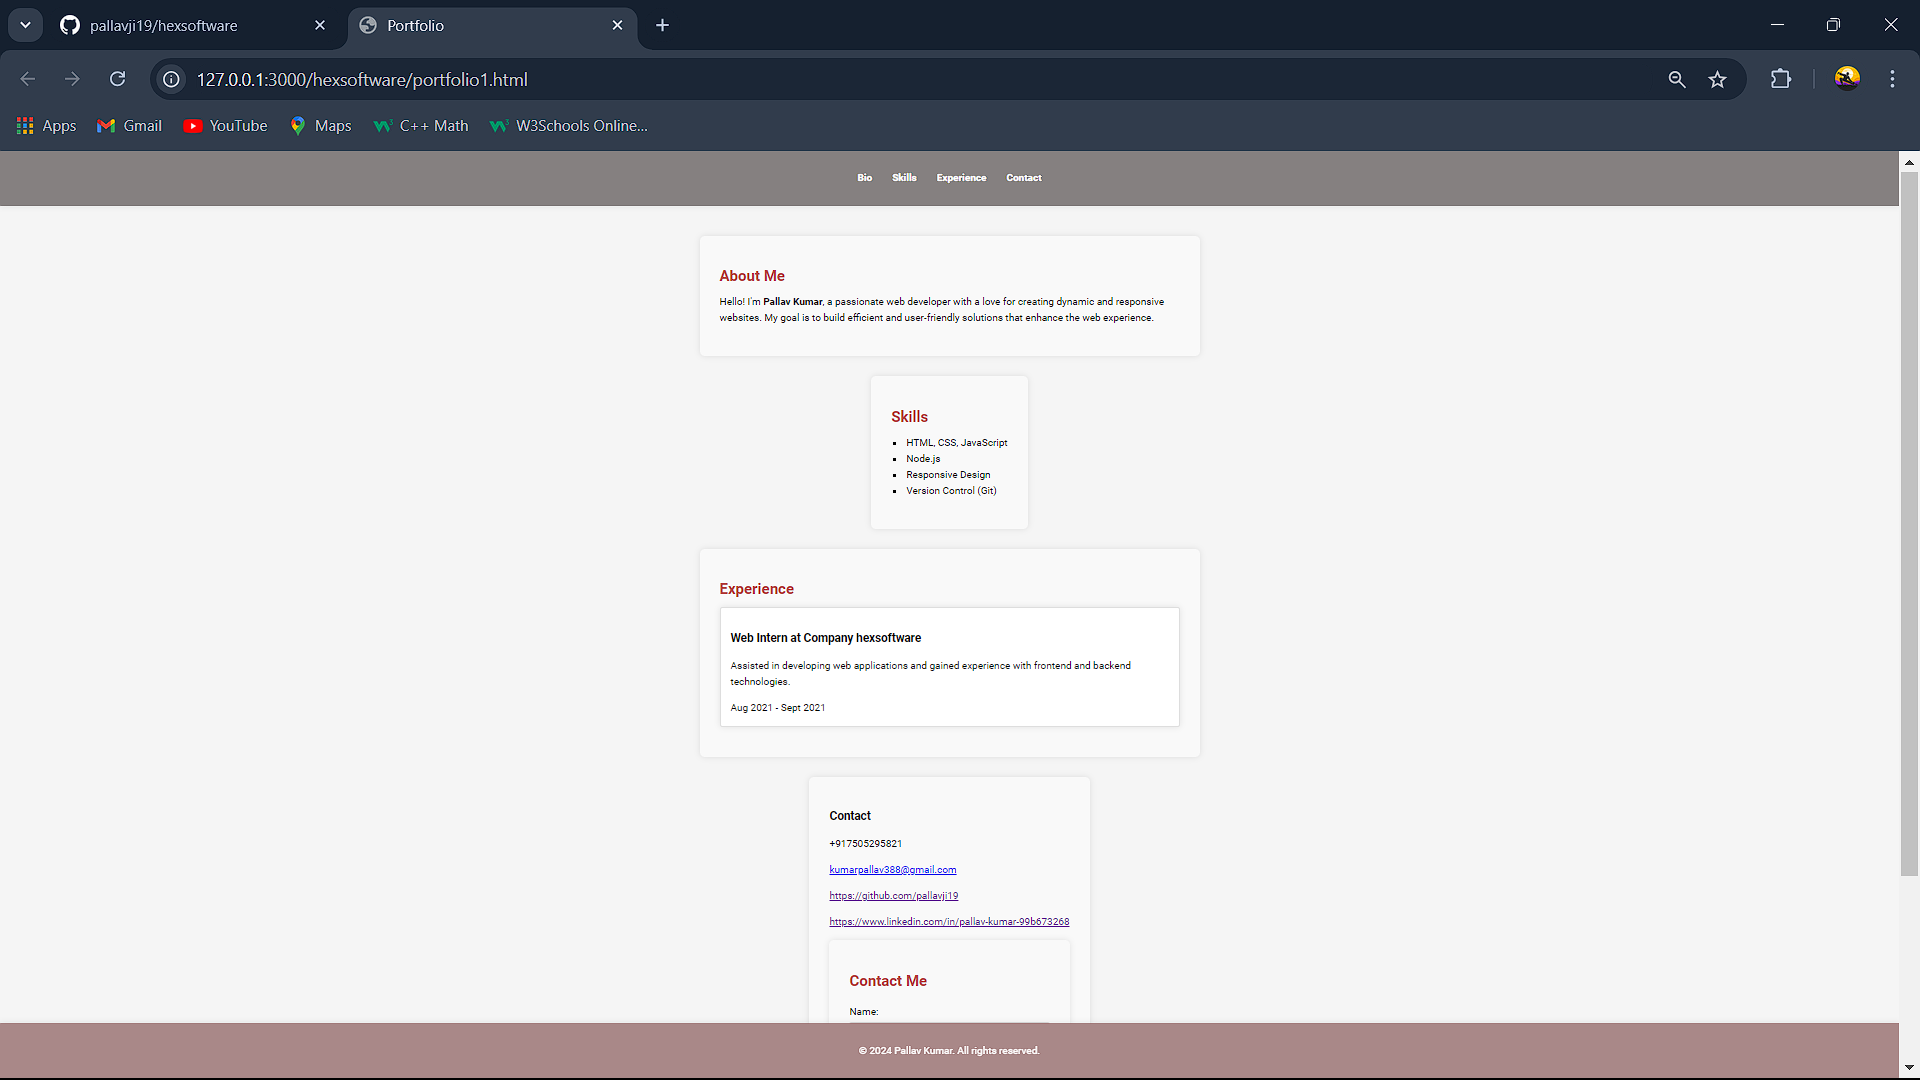 pallavji19/hexsoftware
Portfolio
127.0.0.1:3000/hexsoftware/portfolio1.html
Apps
Gmail
YouTube
Maps
C++ Math
W3Schools Online...
Bio
Skills
Experience
Contact
About Me
Hello! I'm Pallav Kumar, a passionate web developer with a love for creating dynamic and responsive
websites. My goal is to build efficient and user-friendly solutions that enhance the web experience.
Skills
HTML, CSS, JavaScript
Node.js
Responsive Design
Version Control (Git)
Experience
Web Intern at Company hexsoftware
Assisted in developing web applications and gained experience with frontend and backend
technologies.
Aug 2021 - Sept 2021
Contact
+917505295821
kumarpallav388@gmail.com
https://github.com/pallavji19
https://www.linkedin.com/in/pallav-kumar-99b673268
Contact Me
Name:
© 2024 Pallav Kumar. All rights reserved.